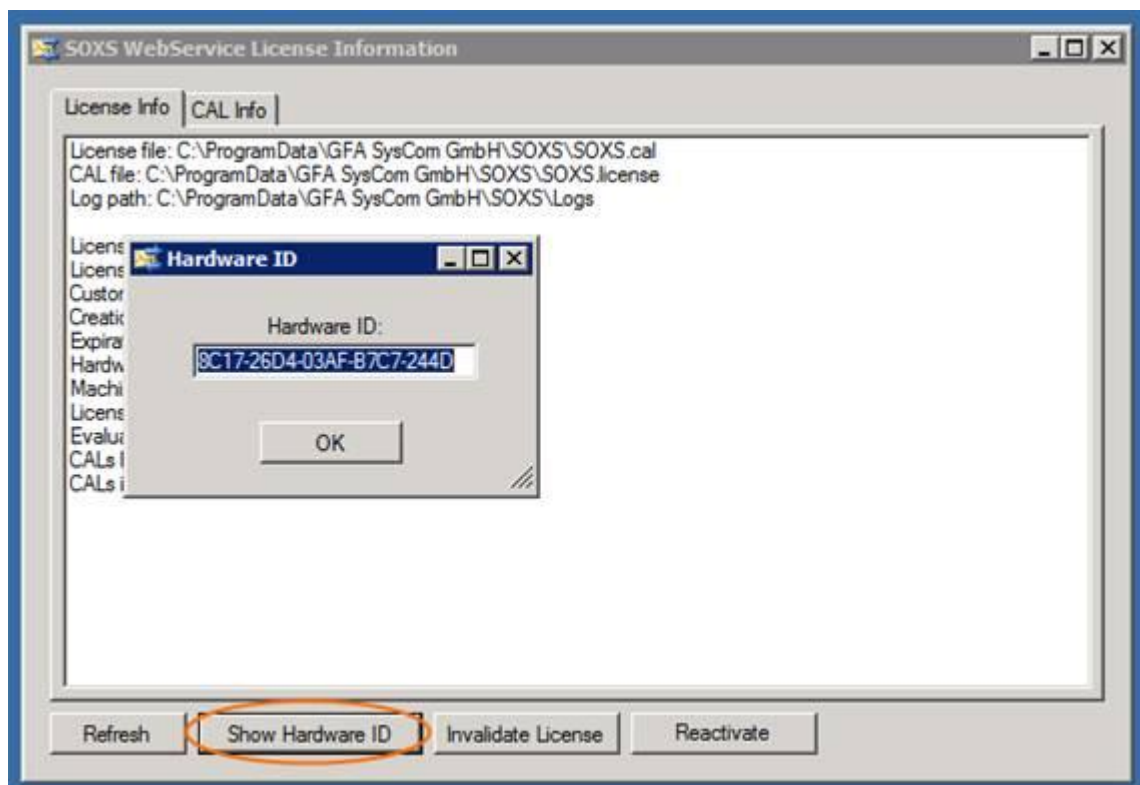 SOXS WebService License Information
License Info CAL Info
License file: C:\ProgramData\GFA SysCom GmbH\SOXS\SOXS.cal
CAL file: C:\ProgramData\GFA SysCom GmbH\SOXS\SOXS.license
Log path: C:\ProgramData\GFA SysCom GmbH\SOXS\Logs
Hardware ID
Hardware ID:
8C17-26D4-03AF-B7C7-244D
OK
CALs
CALs
Refresh Show Hardware ID Invalidate License Reactivate